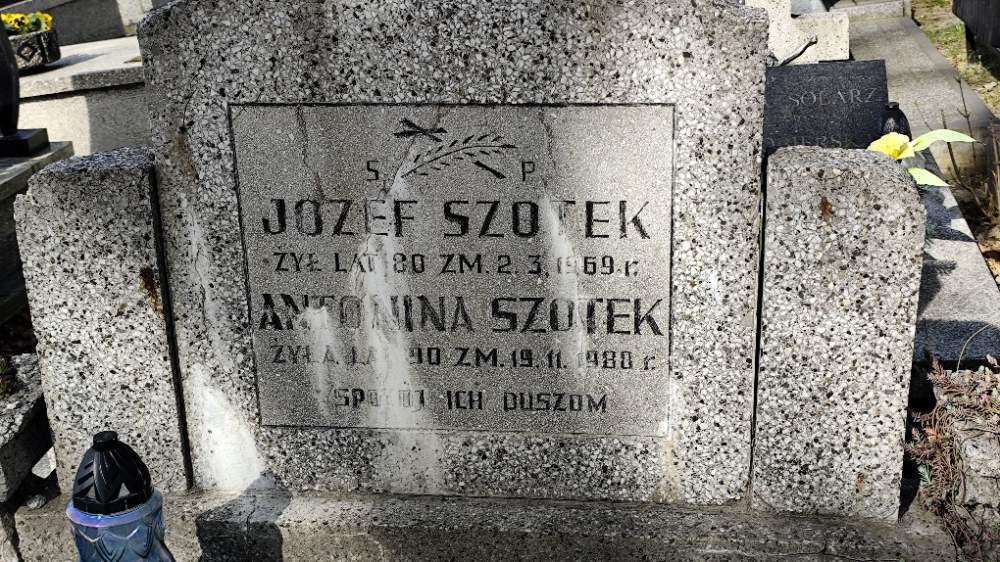 S P
JOZEF SZOTEK
ŻYŁ LAT 80 ZM. 2.3.1969 r.
ANTONINA SZOTEK
ŻYŁA LAT 90 ZM. 19.11.1980 r.
SPOKÓJ ICH DUSZOM
SOLARZ